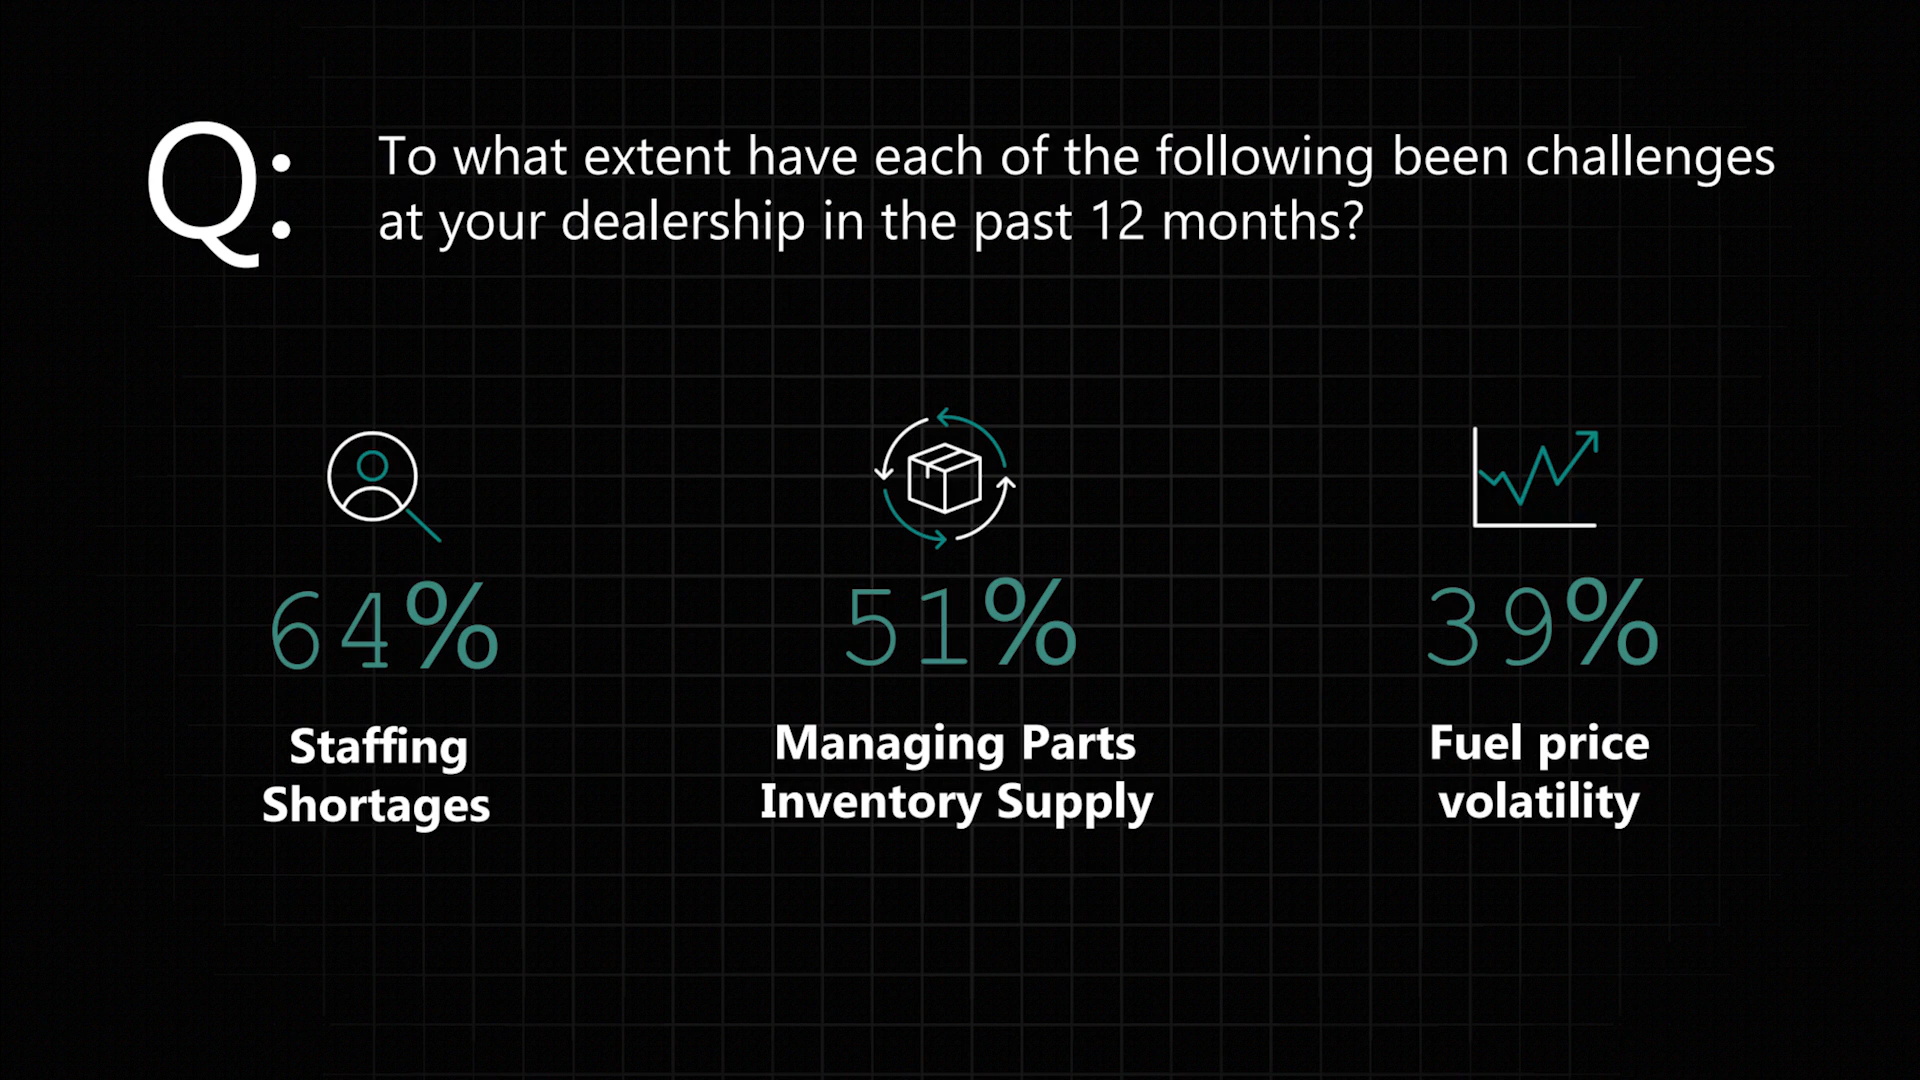 Q:
To what extent have each of the following been challenges
at your dealership in the past 12 months?
64%
Staffing
Shortages
51%
Managing Parts
Inventory Supply
39%
Fuel price
volatility